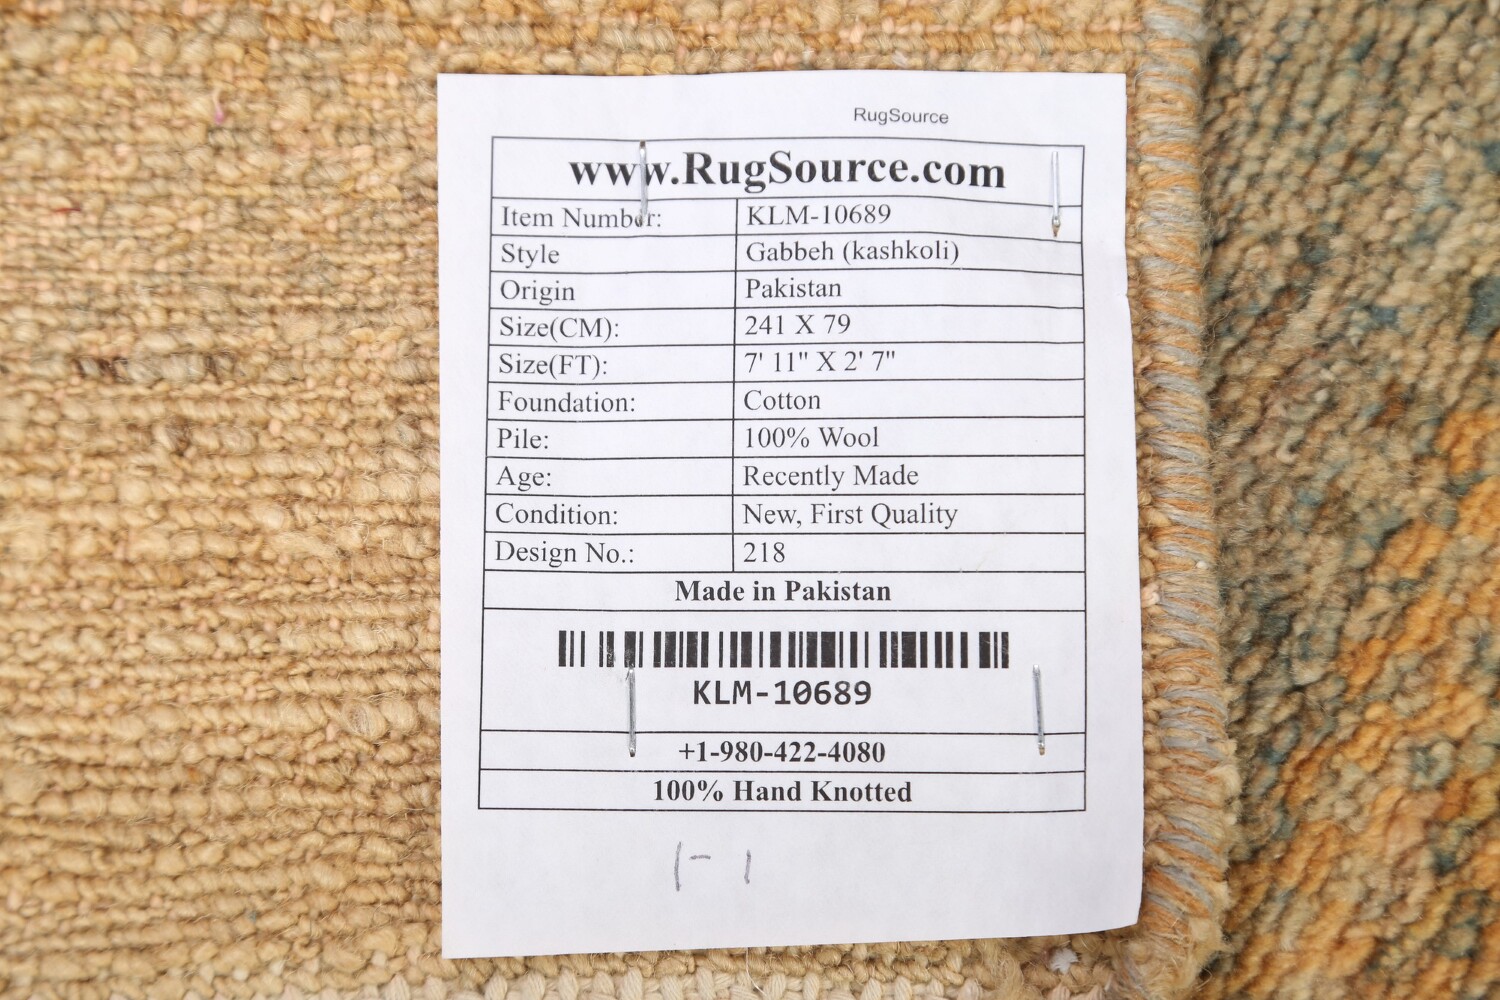 RugSource
www.RugSource.com
Item Number: KLM-10689
Style Gabbeh (kashkoli)
Origin Pakistan
Size(CM): 241 X 79
Size(FT): 7' 11" X 2' 7"
Foundation: Cotton
Pile: 100% Wool
Age: Recently Made
Condition: New, First Quality
Design No.: 218
Made in Pakistan
KLM-10689
+1-980-422-4080
100% Hand Knotted
1-1